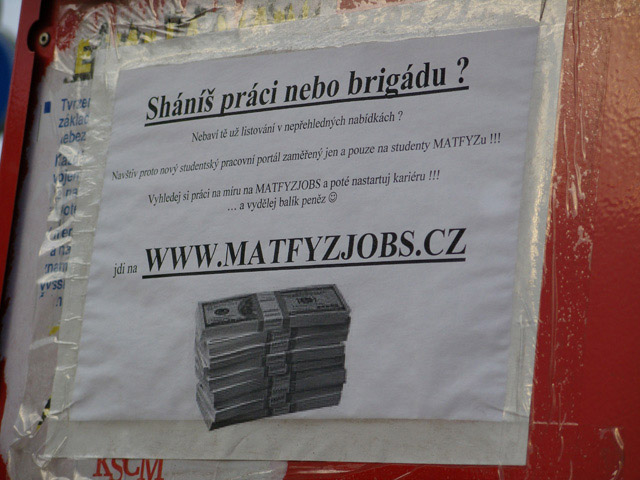 Sháníš práci nebo brigádu ?
Nebaví tě už listování v nepřehledných nabídkách ?
Navštiv proto nový studentský pracovní portál zaměřený jen a pouze na studenty MATFYZu !!!
Vyhledej si práci na míru na MATFYZJOBS a poté nastartuj kariéru !!!
... a vydělej balík peněz ☺
jdi na WWW.MATFYZJOBS.CZ
KSČM